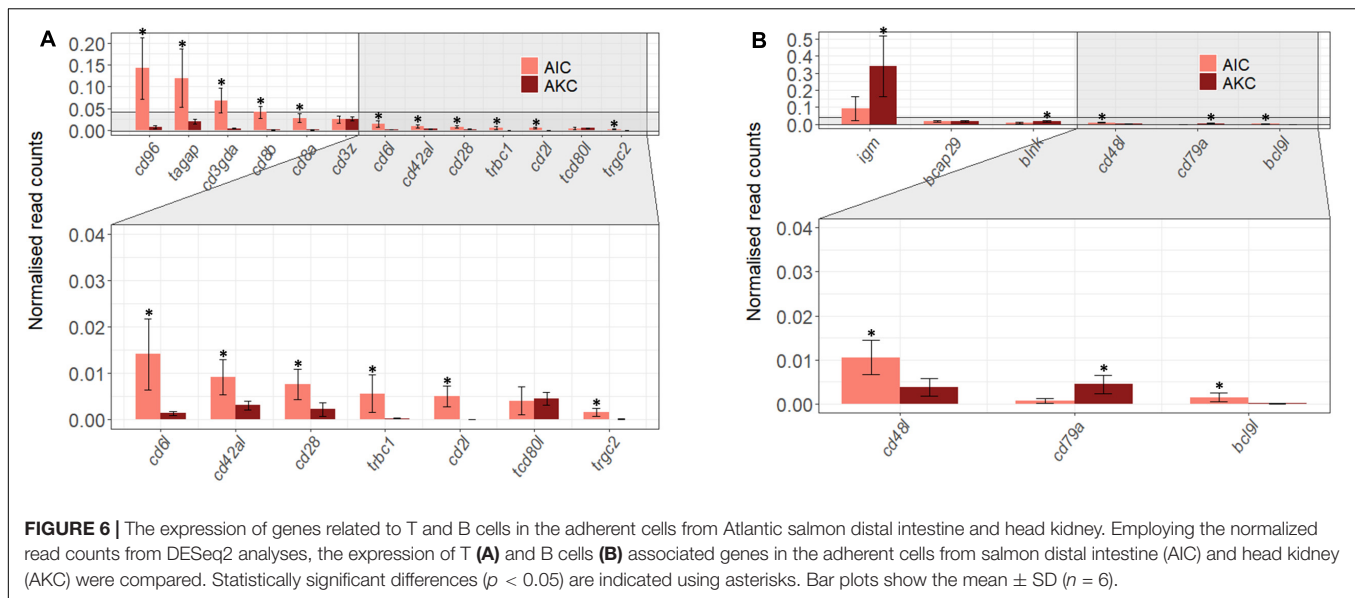 A
Normalised read counts
0.20
0.15
0.10
0.05
0.00
* * * * * * * * * * * *
AIC
AKC
cd96 tagap cd3gda cd8b cd8a cd3z cd6l cd42al cd28 trbc1 cd2l tcd80l trgc2
0.04
0.03
0.02
0.01
0.00
* * * * * *
cd6l cd42al cd28 trbc1 cd2l tcd80l trgc2
B
Normalised read counts
0.5
0.4
0.3
0.2
0.1
0.0
* * * * *
AIC
AKC
igm bcap29 blnk cd48l cd79a bcl9l
0.04
0.03
0.02
0.01
0.00
* * *
cd48l cd79a bcl9l
FIGURE 6 | The expression of genes related to T and B cells in the adherent cells from Atlantic salmon distal intestine and head kidney. Employing the normalized
read counts from DESeq2 analyses, the expression of T (A) and B cells (B) associated genes in the adherent cells from salmon distal intestine (AIC) and head kidney
(AKC) were compared. Statistically significant differences (p < 0.05) are indicated using asterisks. Bar plots show the mean ± SD (n = 6).